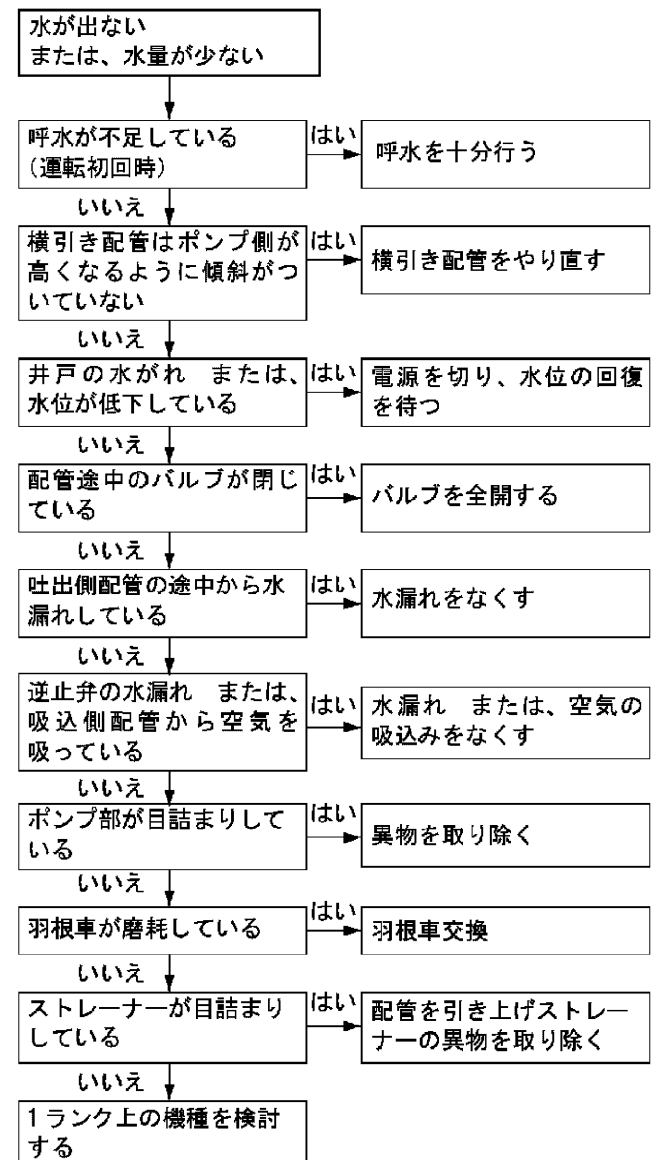 水が出ない
または、水量が少ない
呼水が不足している
(運転初回時)
はい
呼水を十分行う
いいえ
横引き配管はポンプ側が
高くなるように傾斜がつ
いていない
はい
横引き配管をやり直す
いいえ
井戸の水がれ　または、
水位が低下している
はい
電源を切り、水位の回復
を待つ
いいえ
配管途中のバルブが閉じ
ている
はい
バルブを全開する
いいえ
吐出側配管の途中から水
漏れしている
はい
水漏れをなくす
いいえ
逆止弁の水漏れ　または、
吸込側配管から空気を
吸っている
はい
水漏れ　または、空気の
吸込みをなくす
いいえ
ポンプ部が目詰まりして
いる
はい
異物を取り除く
いいえ
羽根車が磨耗している
はい
羽根車交換
いいえ
ストレーナーが目詰まり
している
はい
配管を引き上げストレー
ナーの異物を取り除く
いいえ
1ランク上の機種を検討
する